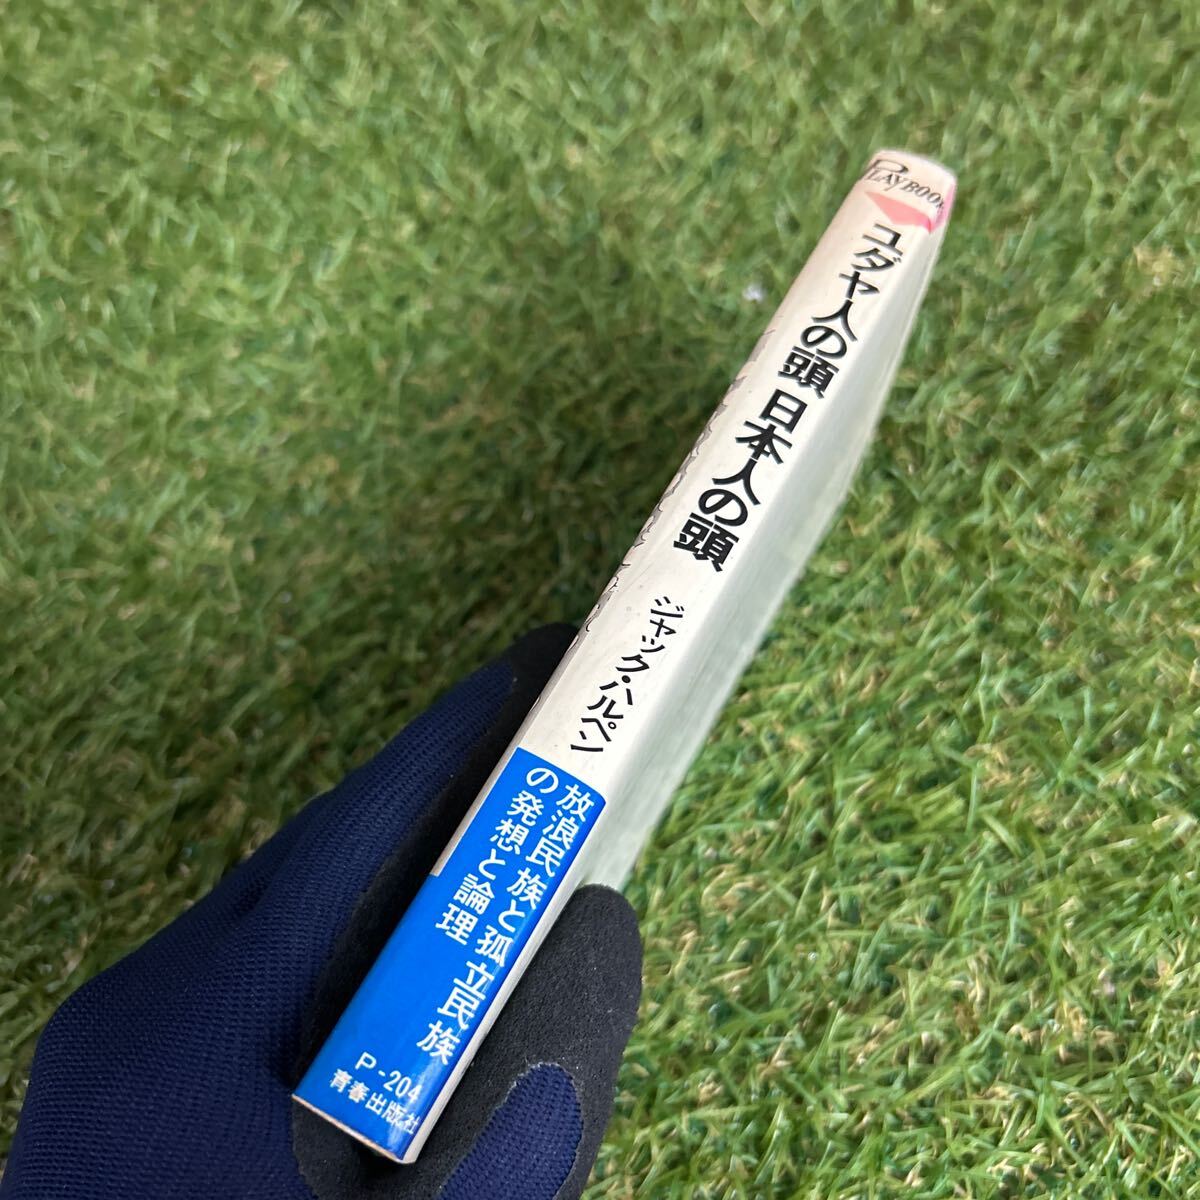 PLAYBOOKS
ユダヤ人の頭 日本人の頭
ジャック・ハルペン
放浪民族と孤立民族
の発想と論理
P-204
青春出版社